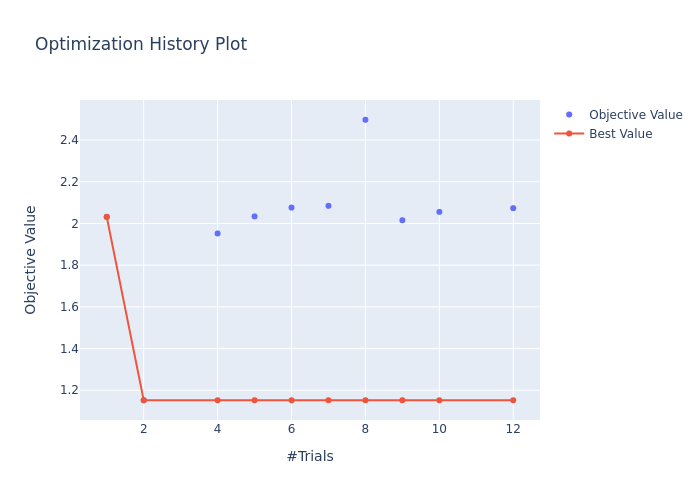 Optimization History Plot
Objective Value
Best Value
2.4
2.2
2
1.8
1.6
1.4
1.2
Objective Value
2
4
6
8
10
12
#Trials